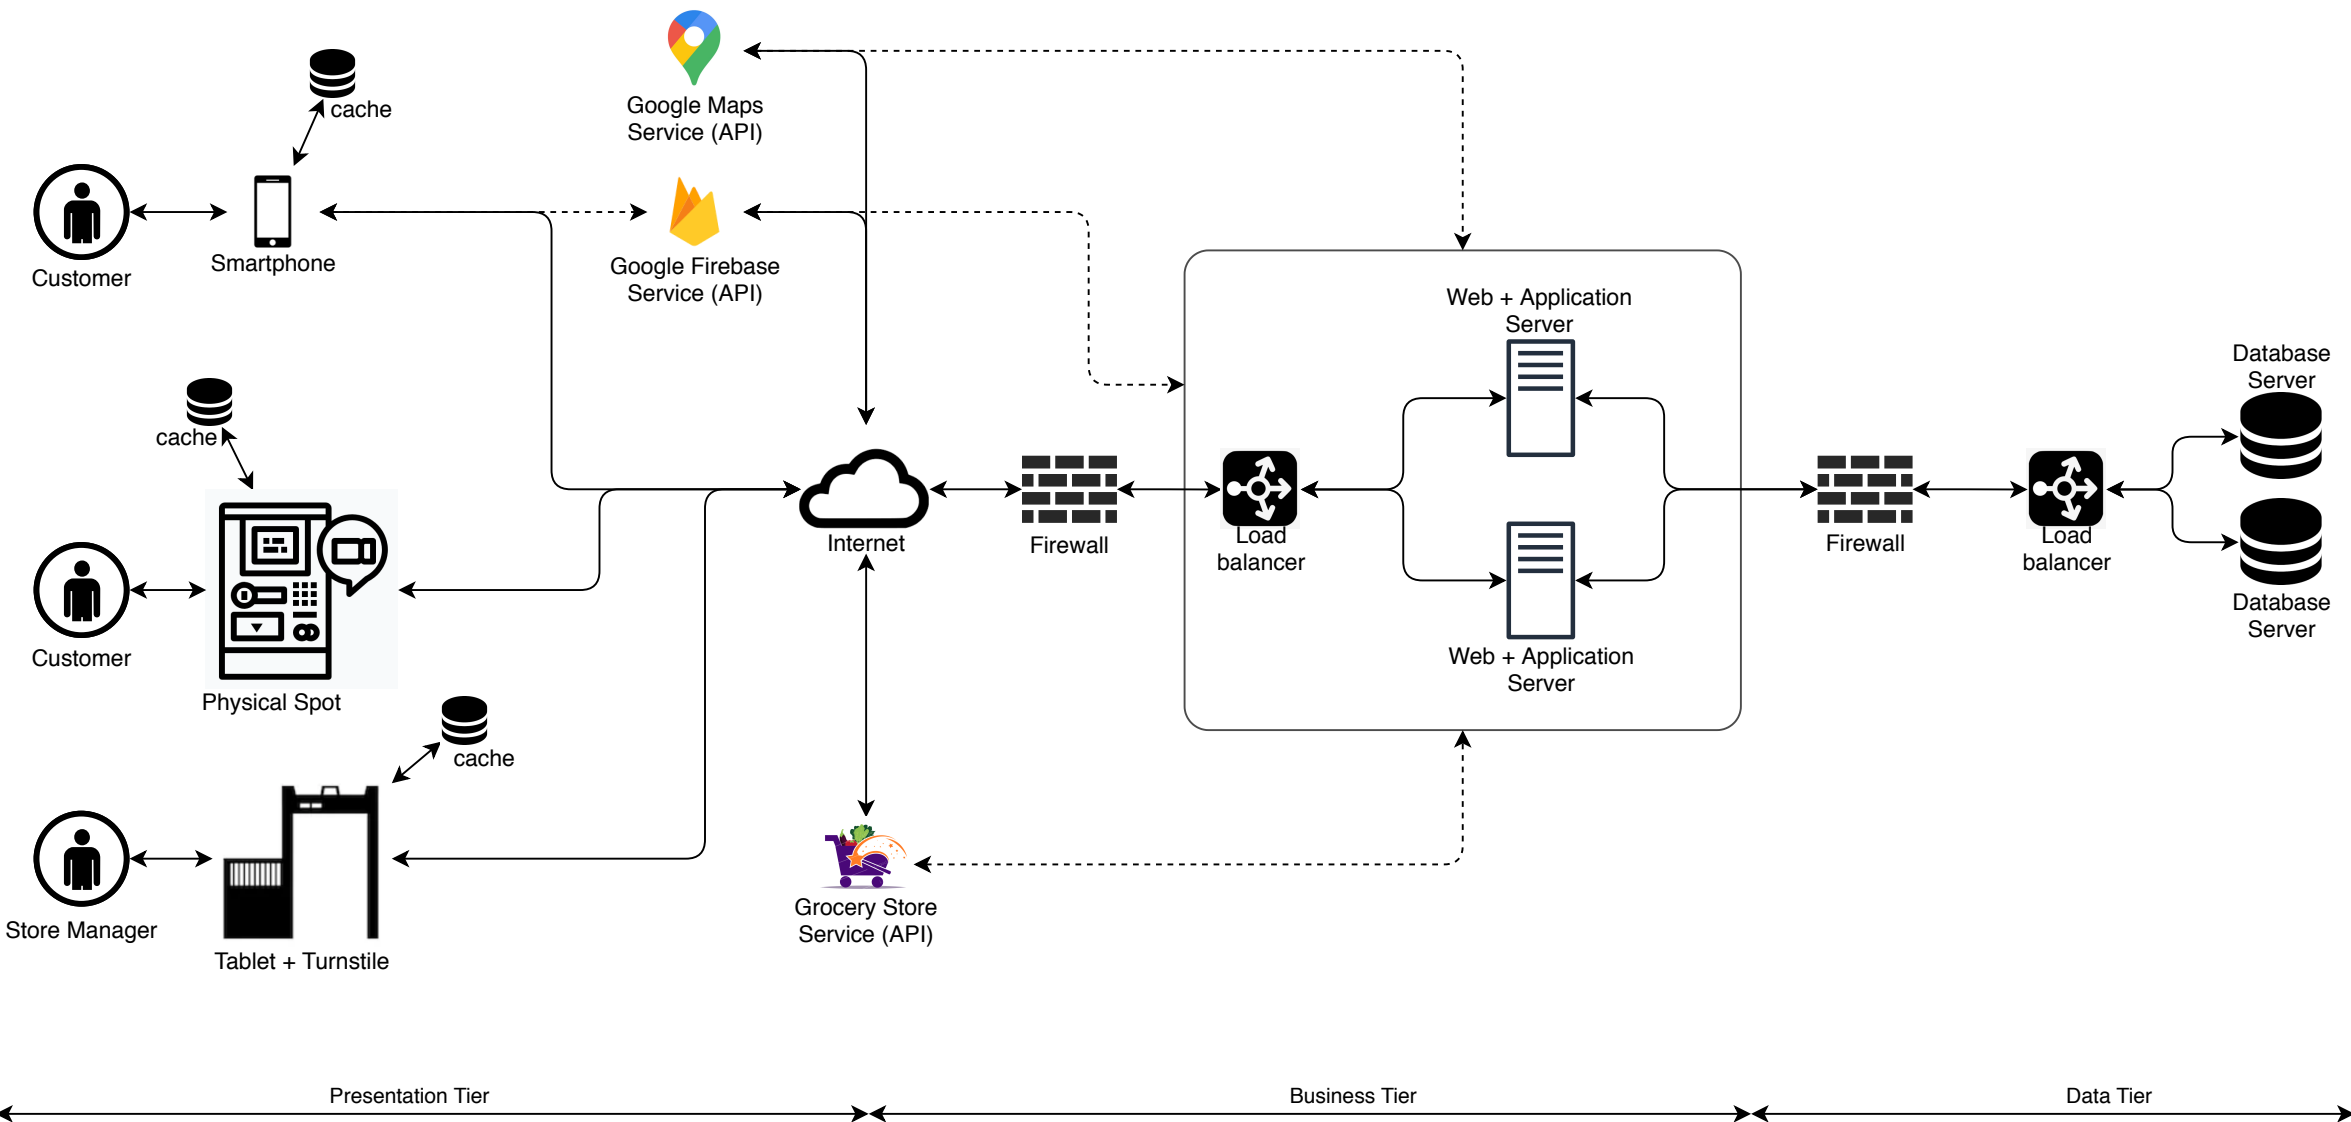 Google Maps
Service (API)
cache
Customer
Smartphone
Google Firebase
Service (API)
Web + Application
Server
Database
Server
cache
Internet
Firewall
Load
balancer
Firewall
Load
balancer
Customer
Physical Spot
Web + Application
Server
Database
Server
cache
Store Manager
Tablet + Turnstile
Grocery Store
Service (API)
Presentation Tier
Business Tier
Data Tier